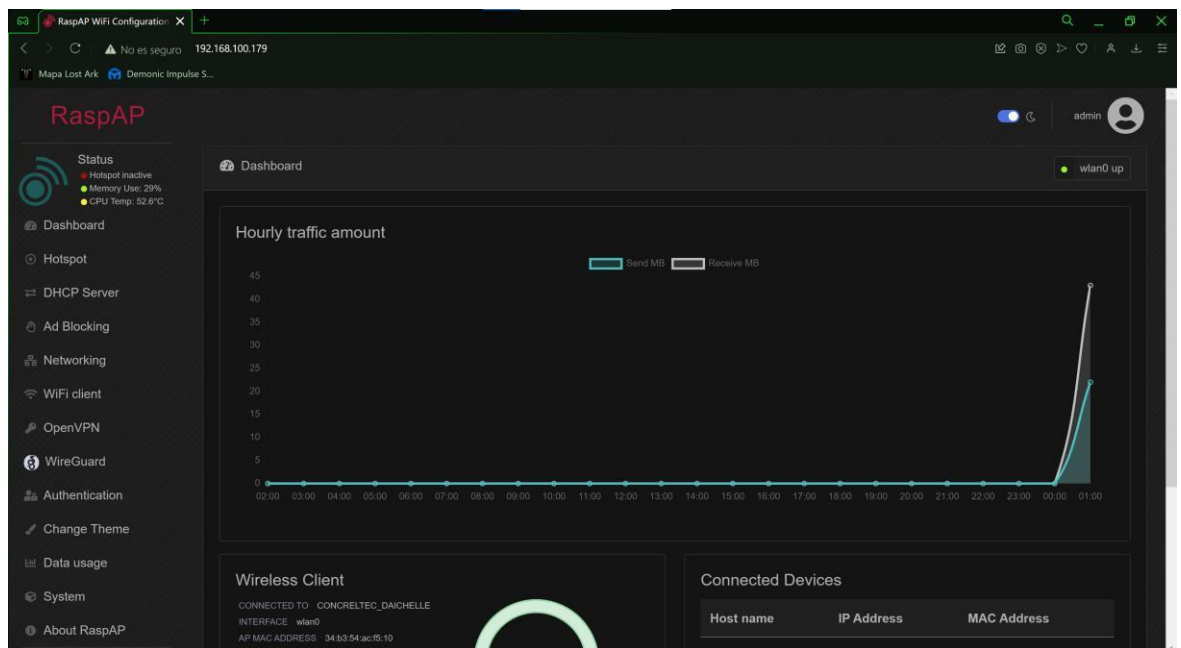 RaspAP WiFi Configuration
No es seguro 192.168.100.179
Mapa Lost Ark Demonic Impulse S...
RaspAP
admin
Status
Hotspot inactive
Memory Use: 29%
CPU Temp: 52.6°C
Dashboard
Hotspot
DHCP Server
Ad Blocking
Networking
WiFi client
OpenVPN
WireGuard
Authentication
Change Theme
Data usage
System
About RaspAP
Dashboard
wlan0 up
Hourly traffic amount
Send MB Receive MB
45
40
35
30
25
20
15
10
5
0
02:00 03:00 04:00 05:00 06:00 07:00 08:00 09:00 10:00 11:00 12:00 13:00 14:00 15:00 16:00 17:00 18:00 19:00 20:00 21:00 22:00 23:00 00:00 01:00
Wireless Client
CONNECTED TO CONCRELTEC_DAICHELLE
INTERFACE wlan0
AP MAC ADDRESS 34:b3:54:ac:f5:10
Connected Devices
Host name IP Address MAC Address